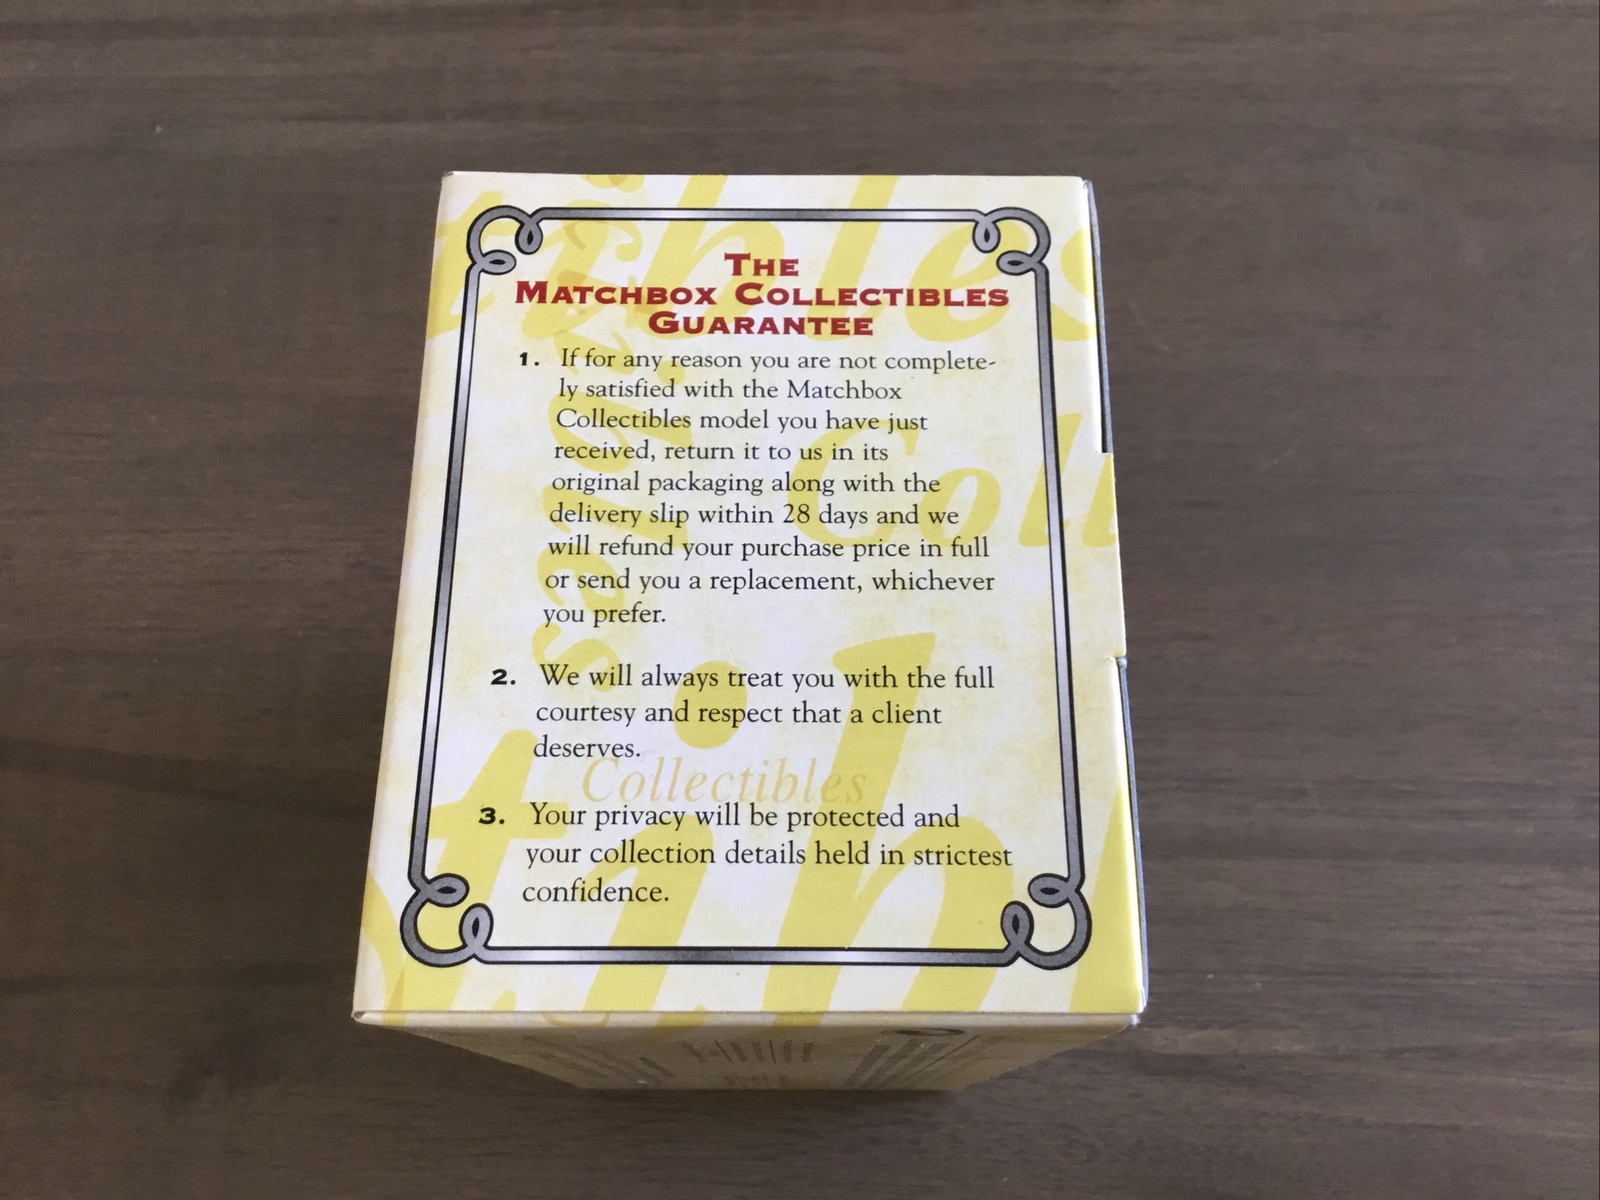 THE
MATCHBOX COLLECTIBLES
GUARANTEE
1. If for any reason you are not complete-
ly satisfied with the Matchbox
Collectibles model you have just
received, return it to us in its
original packaging along with the
delivery slip within 28 days and we
will refund your purchase price in full
or send you a replacement, whichever
you prefer.
2. We will always treat you with the full
courtesy and respect that a client
deserves.
Collectibles
3. Your privacy will be protected and
your collection details held in strictest
confidence.